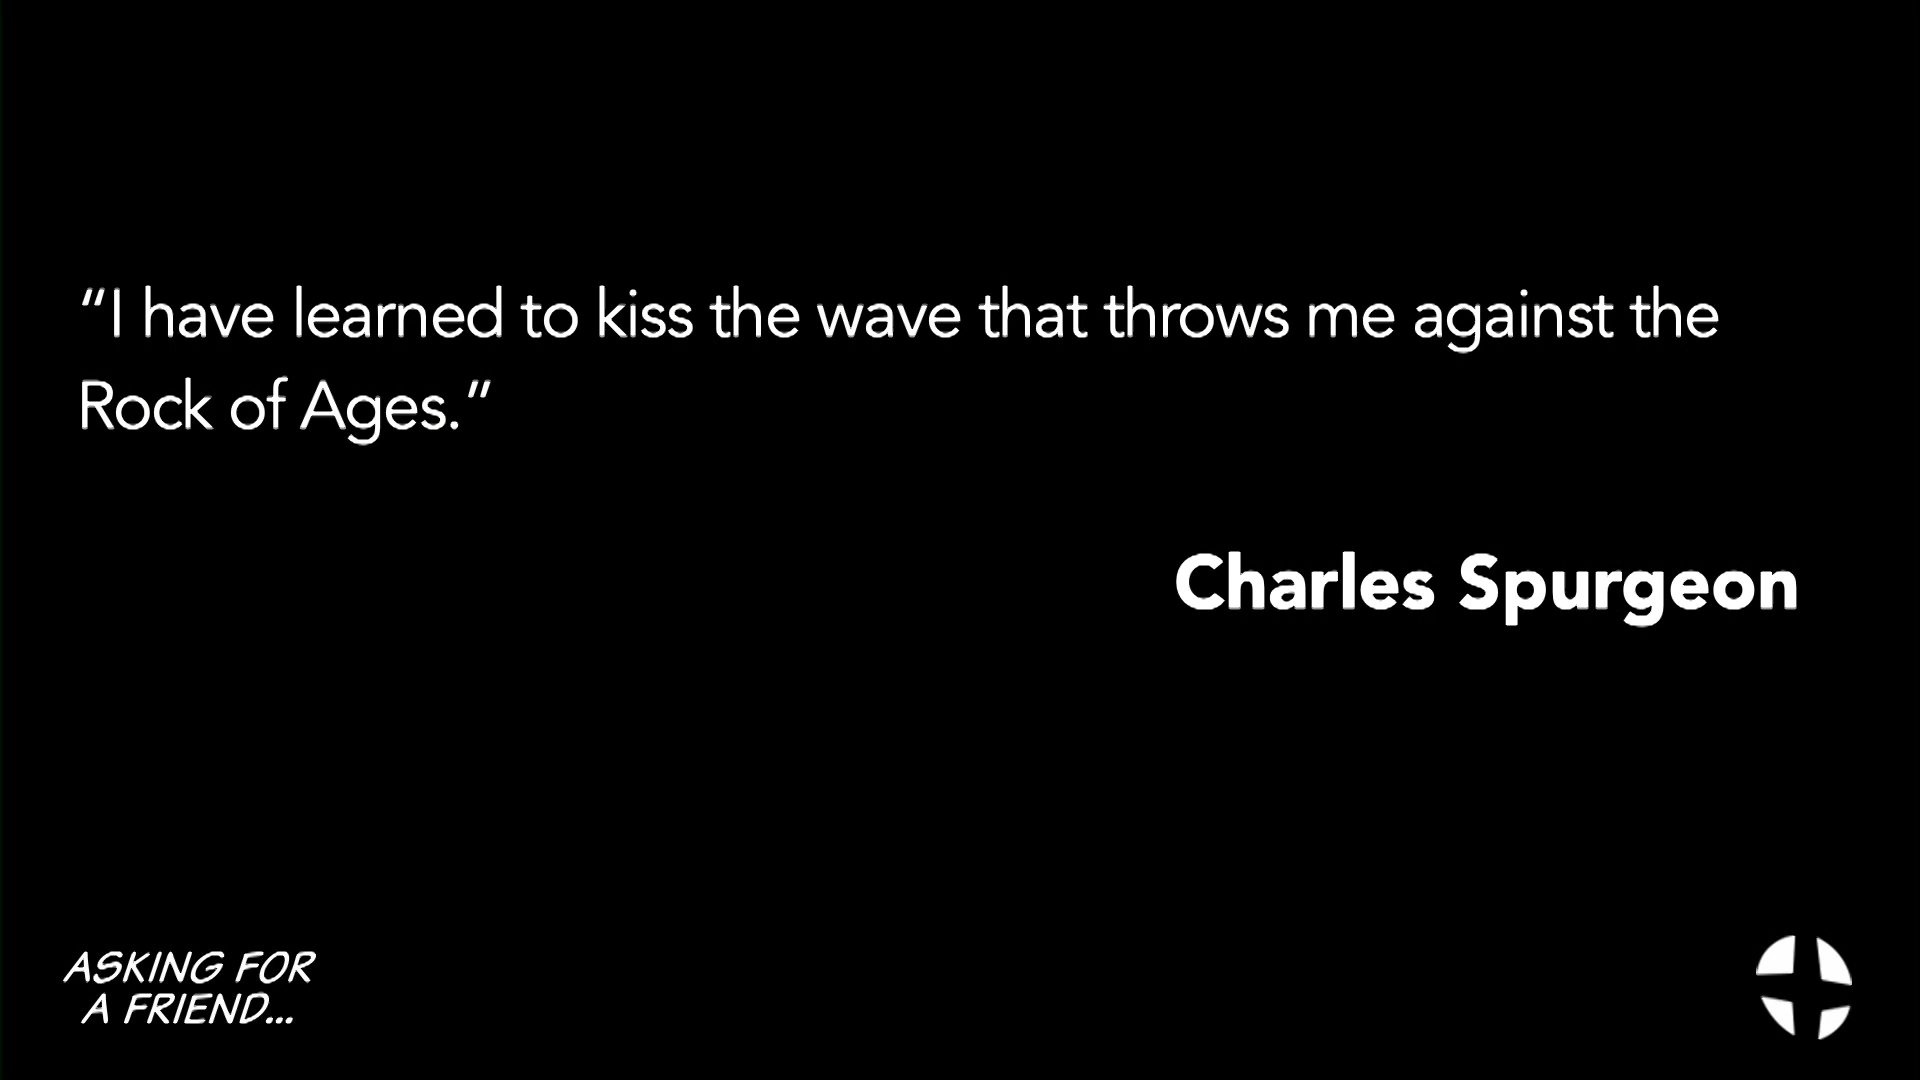 “I have learned to kiss the wave that throws me against the
Rock of Ages.”
Charles Spurgeon
ASKING FOR
A FRIEND...